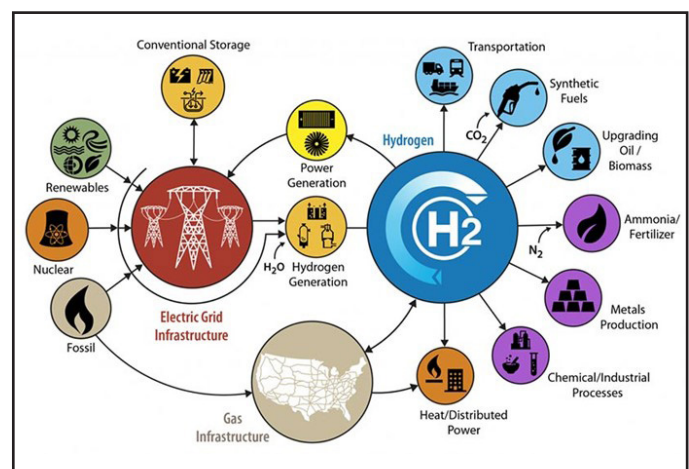 Conventional Storage
Transportation
Synthetic
Fuels
CO2
Hydrogen
Upgrading
Oil /
Biomass
Renewables
Power
Generation
H2
Ammonia/
Fertilizer
N2
Nuclear
H2O
Hydrogen
Generation
Metals
Production
Electric Grid
Infrastructure
Fossil
Chemical/Industrial
Processes
Gas
Infrastructure
Heat/Distributed
Power